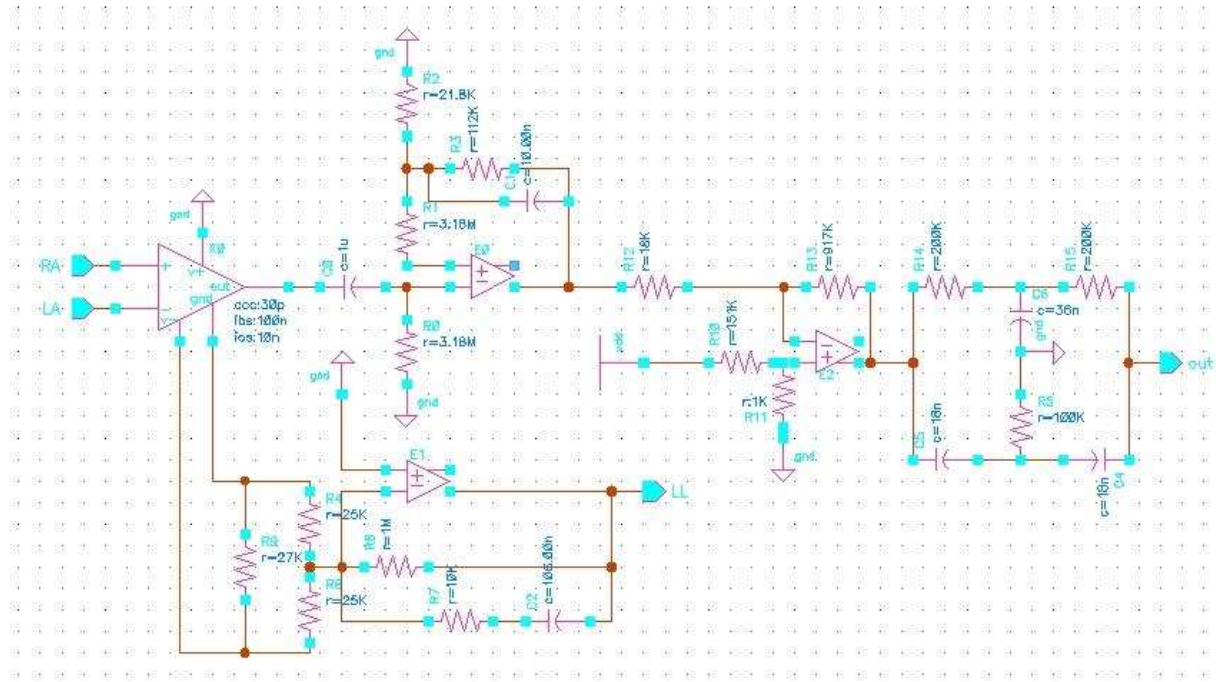 gnd
R2
r=21.8K
R3
r=112K
C1
c=10.00n
R1
r=3.18M
gnd
X0
V+
out
gnd
V-
RA
LA
ccc:30p
ibs:100n
ios:10n
C0
c=1u
E0
R0
r=3.18M
gnd
R12
r=18K
R13
r=917K
vdd
R10
r=151K
E2
r:1K
R11
gnd
R14
r=200K
R15
r=200K
C6
c=36n
gnd
R5
r=100K
C5
c=18n
C4
c=18n
out
gnd
E1
LL
R4
r=25K
R9
r=27K
R6
r=25K
R8
r=1M
R7
r=10K
C2